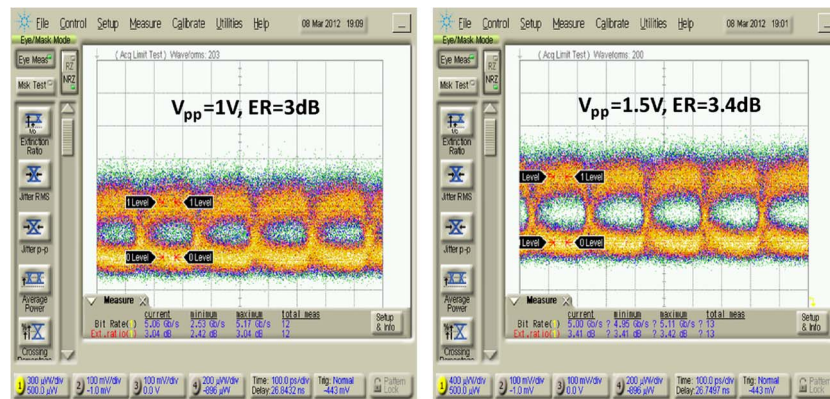 File Control Setup Measure Calibrate Utilities Help 08 Mar 2012 19:09
Eye/Mask Mode
Eye Meas
RZ
NRZ
Msk Test
( Acq Limit Test ) Waveforms: 203
Vpp=1V, ER=3dB
Extinction
Ratio
Jitter RMS
Jitter p-p
Average
Power
Crossing
1 Level 1 Level
0 Level 0 Level
Measure
current minimum maximum total meas
Bit Rate( ) 5.06 Gb/s 2.53 Gb/s 5.17 Gb/s 12
Ext.ratio( ) 3.04 dB 2.42 dB 3.04 dB 12
Setup
& Info
1 300 µW/div 2 100 mV/div 3 100 mV/div 4 200 µW/div Time: 100.0 ps/div Trig: Normal Pattern
500.0 µW -1.0 mV 0.0 V -896 µW Delay:26.8432 ns -443 mV Lock
File Control Setup Measure Calibrate Utilities Help 08 Mar 2012 19:01
Eye/Mask Mode
Eye Meas
RZ
NRZ
Msk Test
( Acq Limit Test ) Waveforms: 200
Vpp=1.5V, ER=3.4dB
Extinction
Ratio
Jitter RMS
Jitter p-p
Average
Power
Crossing
Level 1 Level
Level 0 Level
Measure
current minimum maximum total meas
Bit Rate( ) 5.00 Gb/s ? 4.95 Gb/s ? 5.11 Gb/s ? 13
Ext.ratio( ) 3.41 dB ? 3.41 dB ? 3.42 dB ? 13
Setup
& Info
1 400 µW/div 2 100 mV/div 3 100 mV/div 4 200 µW/div Time: 100.0 ps/div Trig: Normal Pattern
500.0 µW -1.0 mV 0.0 V -896 µW Delay:26.7497 ns -443 mV Lock